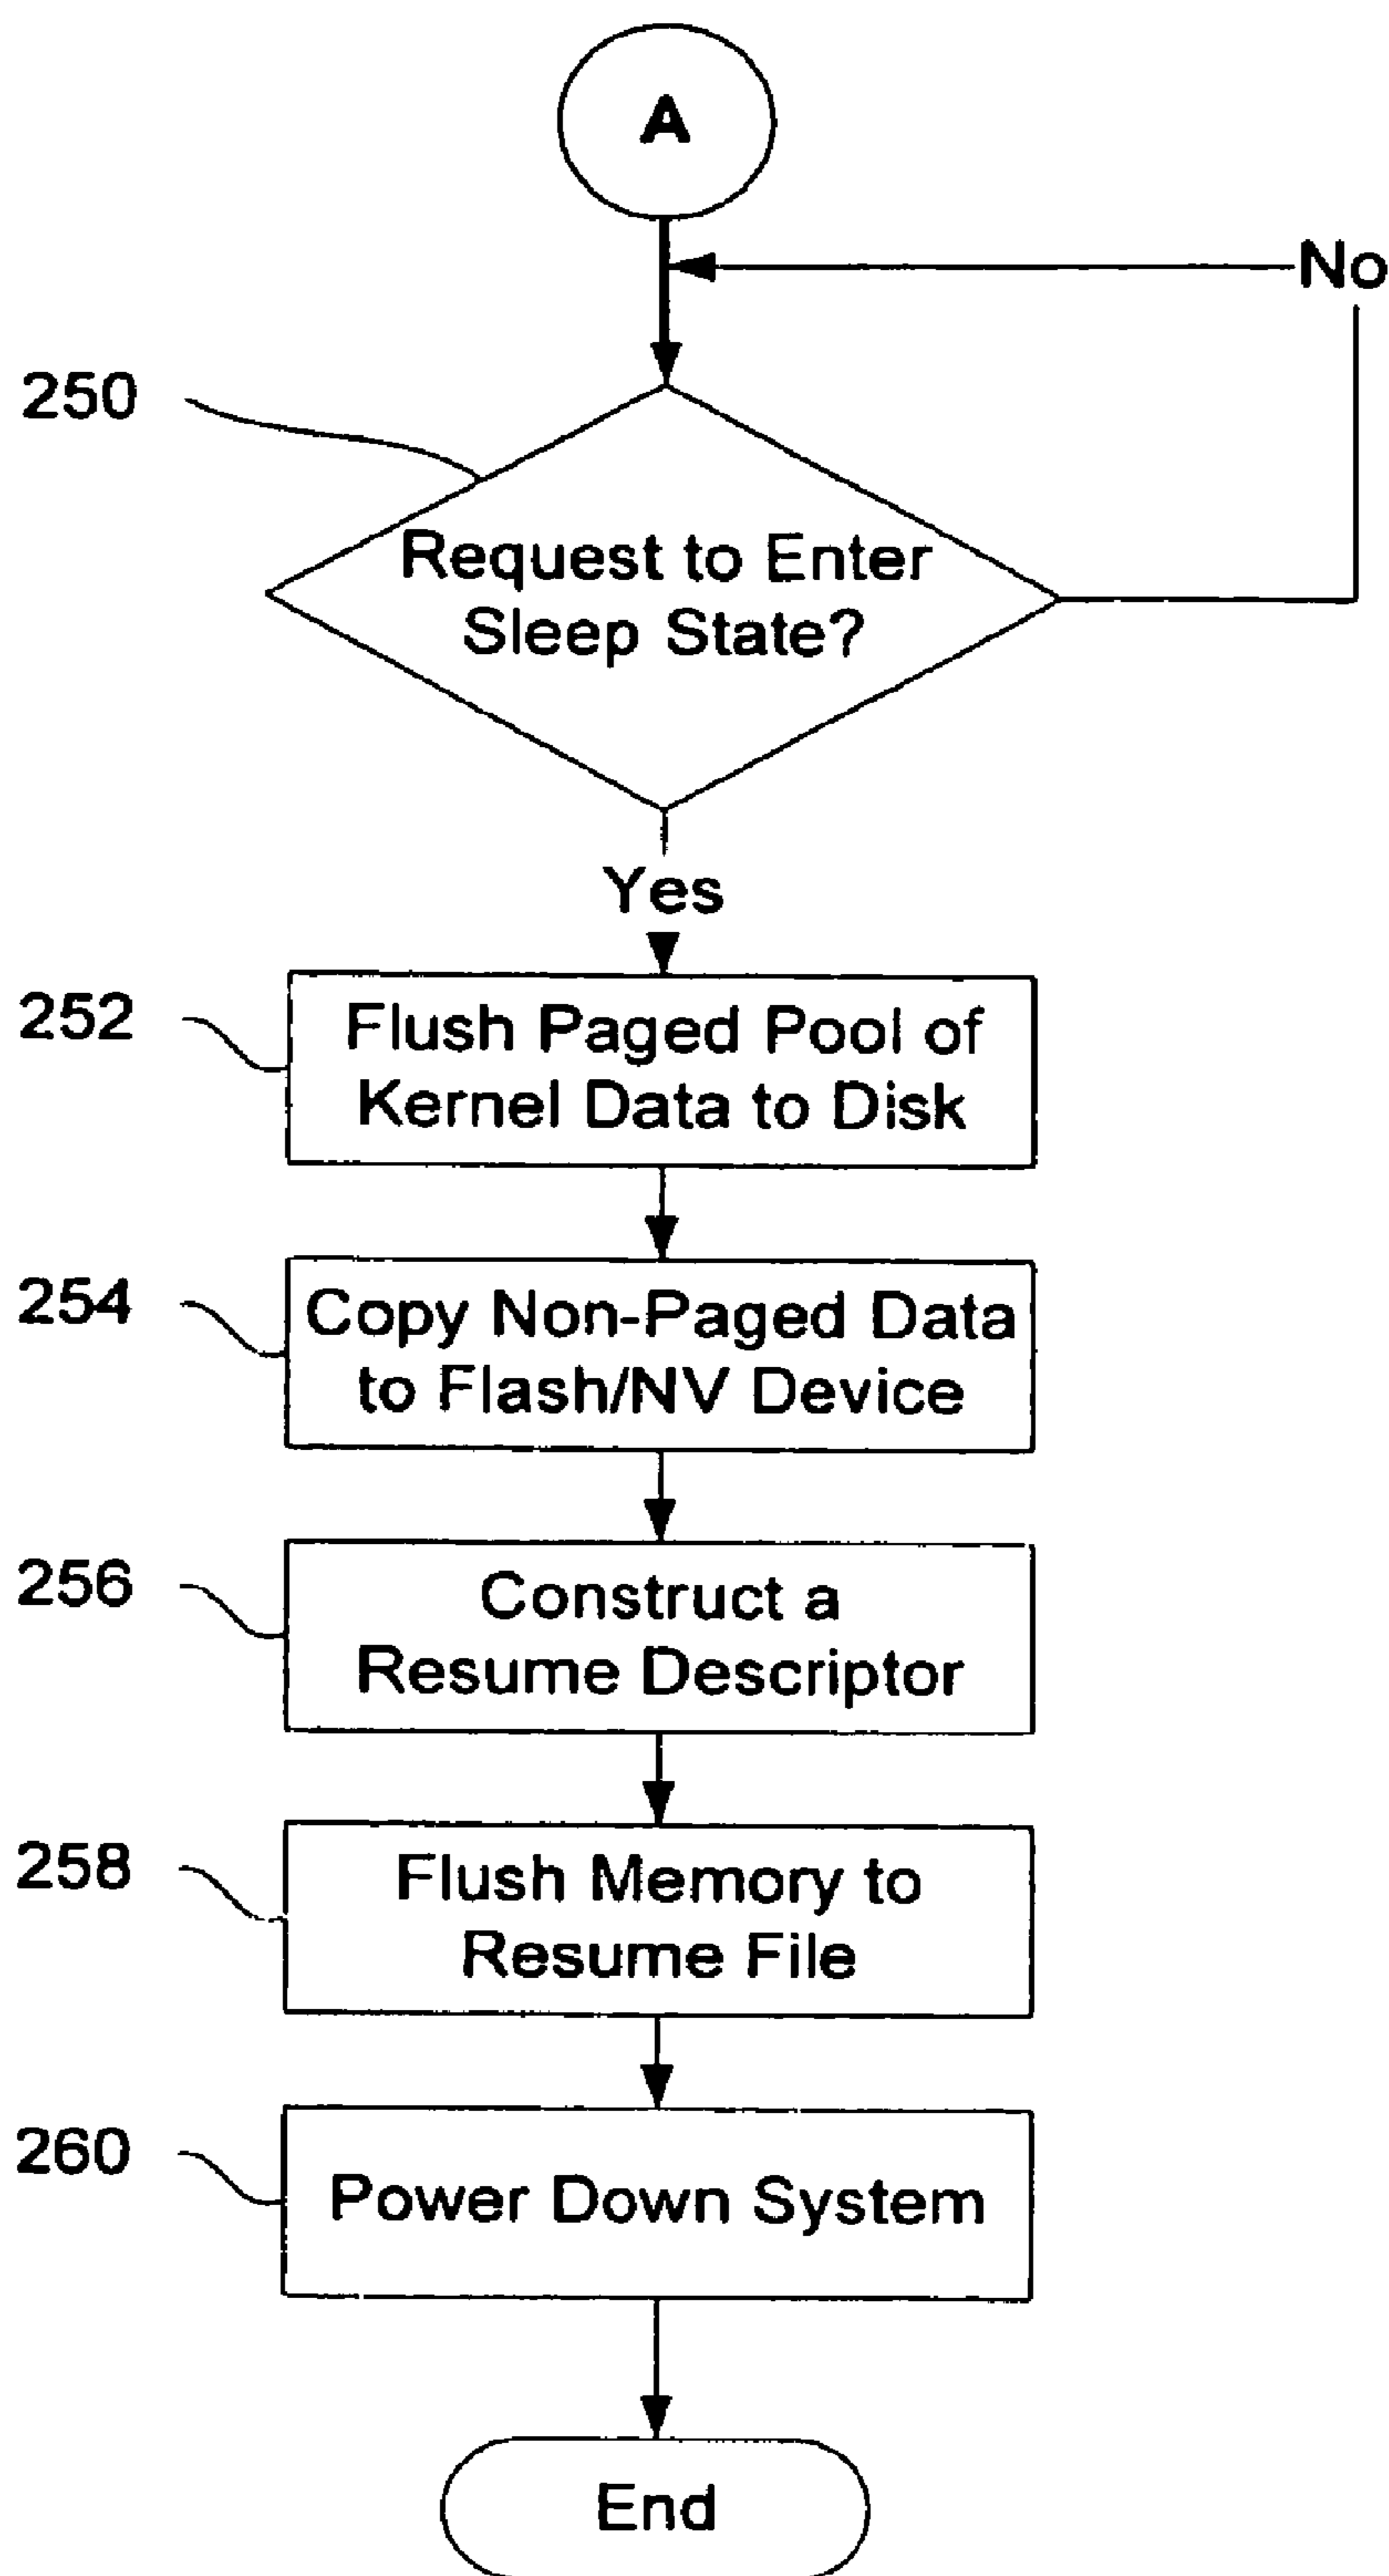 A
No
250
Request to Enter
Sleep State?
Yes
252
Flush Paged Pool of
Kernel Data to Disk
254
Copy Non-Paged Data
to Flash/NV Device
256
Construct a
Resume Descriptor
258
Flush Memory to
Resume File
260
Power Down System
End